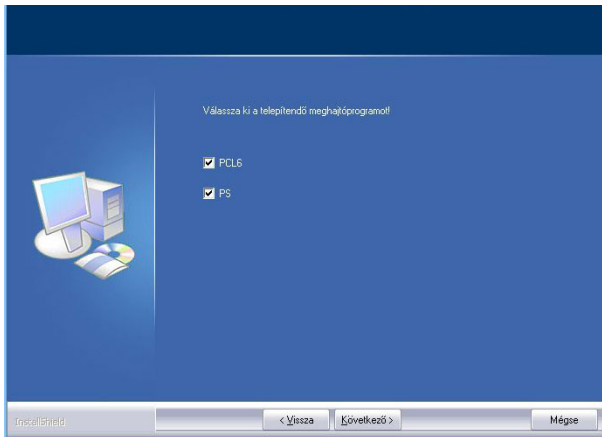 Válassza ki a telepítendő meghajtóprogramot!
PCL6
PS
InstallShield
< Vissza
Következő >
Mégse